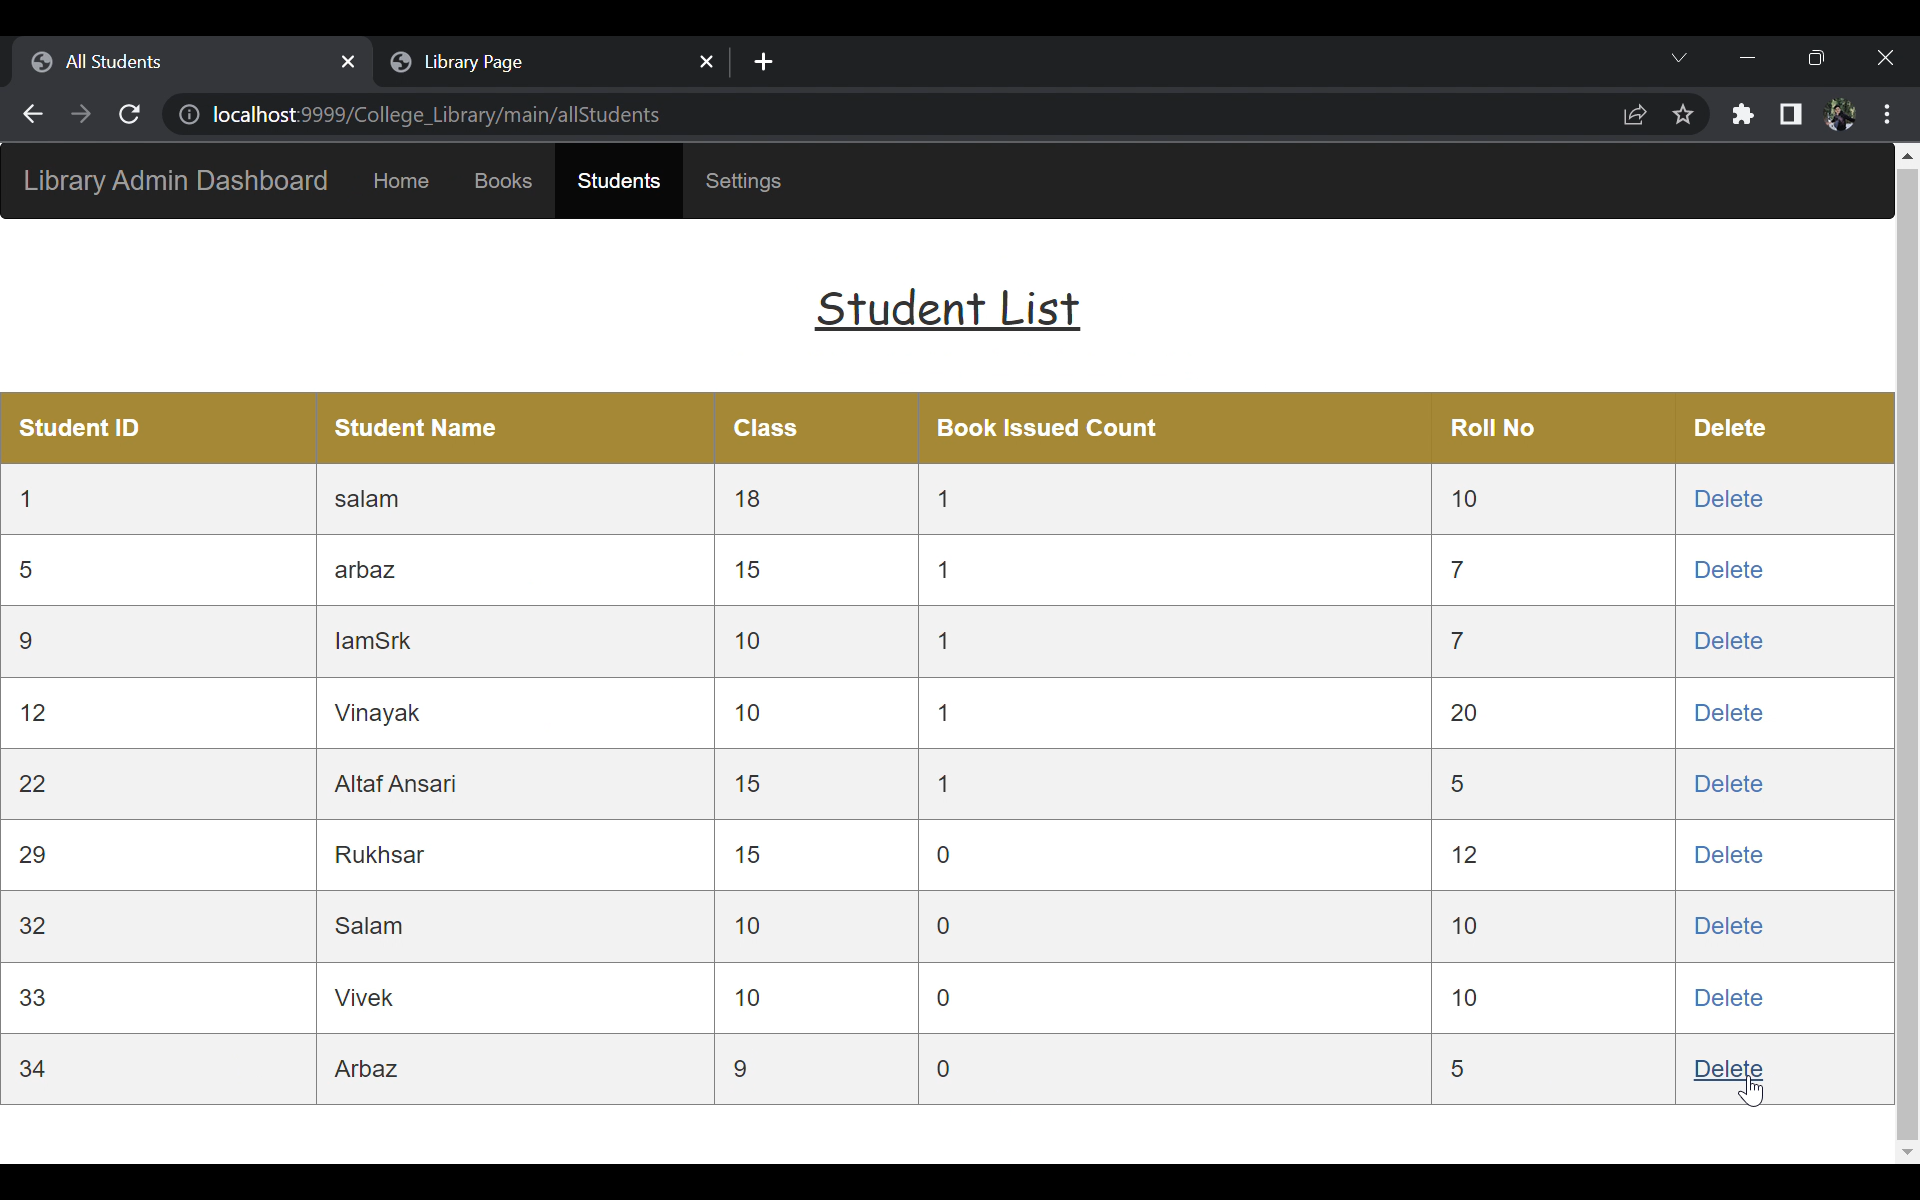 All Students Library Page
localhost:9999/College_Library/main/allStudents
Library Admin Dashboard Home Books Students Settings
Student List
Student ID Student Name Class Book Issued Count Roll No Delete
1 salam 18 1 10 Delete
5 arbaz 15 1 7 Delete
9 IamSrk 10 1 7 Delete
12 Vinayak 10 1 20 Delete
22 Altaf Ansari 15 1 5 Delete
29 Rukhsar 15 0 12 Delete
32 Salam 10 0 10 Delete
33 Vivek 10 0 10 Delete
34 Arbaz 9 0 5 Delete